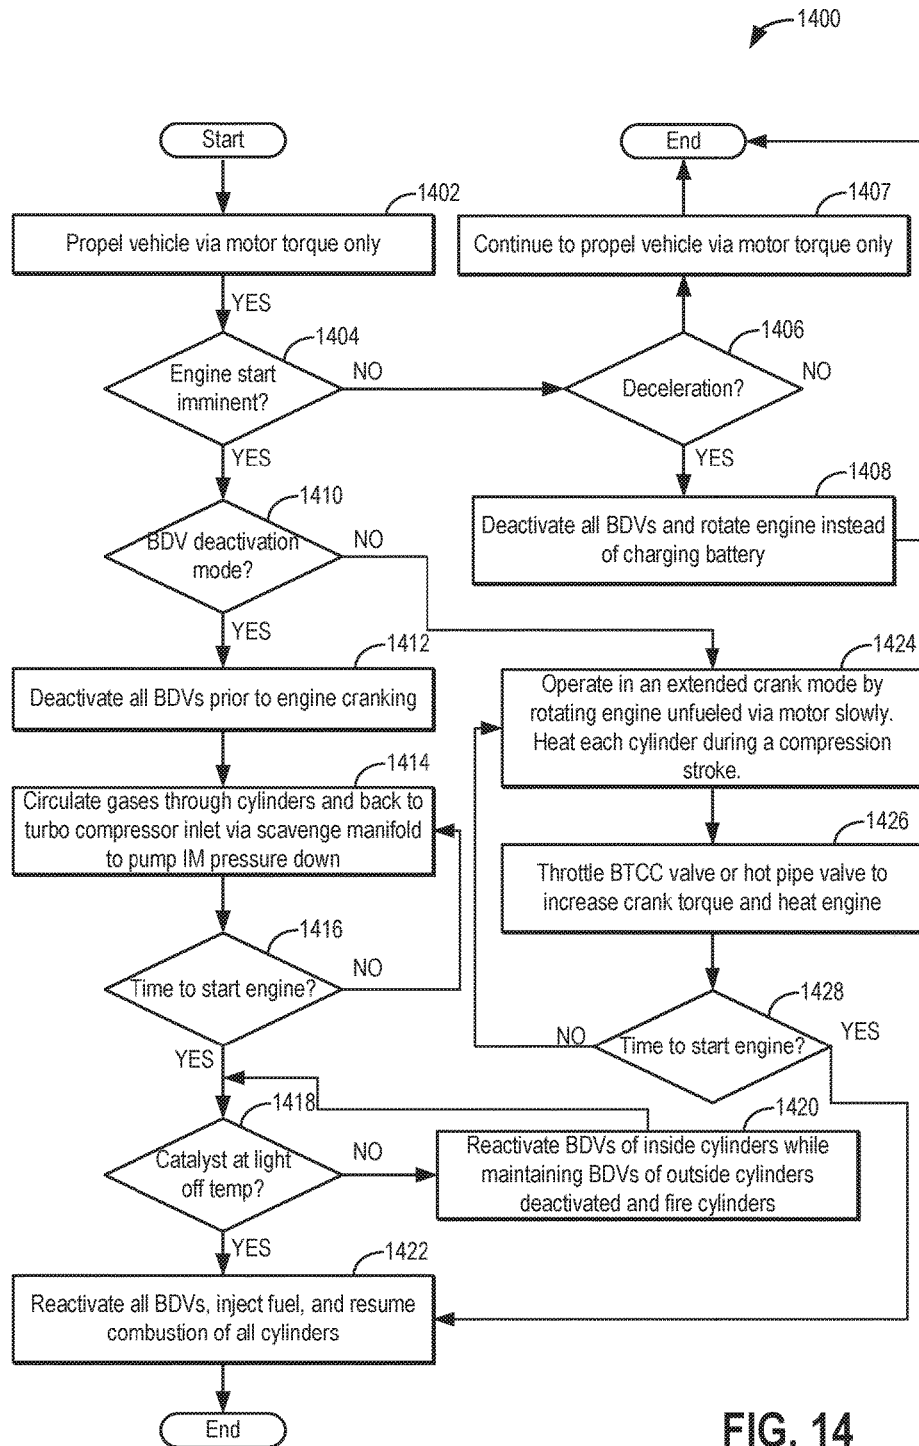 1400
Start
End
1402
Propel vehicle via motor torque only
1407
Continue to propel vehicle via motor torque only
YES
1404
Engine start
imminent?
NO
1406
Deceleration?
NO
YES
YES
1408
Deactivate all BDVs and rotate engine instead
of charging battery
1410
BDV deactivation
mode?
NO
YES
1412
Deactivate all BDVs prior to engine cranking
1424
Operate in an extended crank mode by
rotating engine unfueled via motor slowly.
Heat each cylinder during a compression
stroke.
1414
Circulate gases through cylinders and back to
turbo compressor inlet via scavenge manifold
to pump IM pressure down
1426
Throttle BTCC valve or hot pipe valve to
increase crank torque and heat engine
1416
Time to start engine?
NO
YES
1428
Time to start engine?
NO
YES
1418
Catalyst at light
off temp?
NO
YES
1420
Reactivate BDVs of inside cylinders while
maintaining BDVs of outside cylinders
deactivated and fire cylinders
1422
Reactivate all BDVs, inject fuel, and resume
combustion of all cylinders
End
FIG. 14